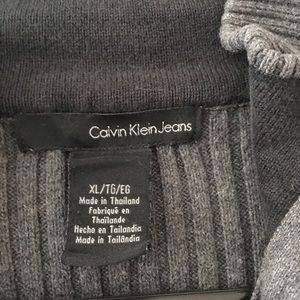 Calvin Klein Jeans
XL/TG/EG
Made in Thailand
Fabriqué en
Thaïlande
Hecho en Tailandia
Made in Tailândia